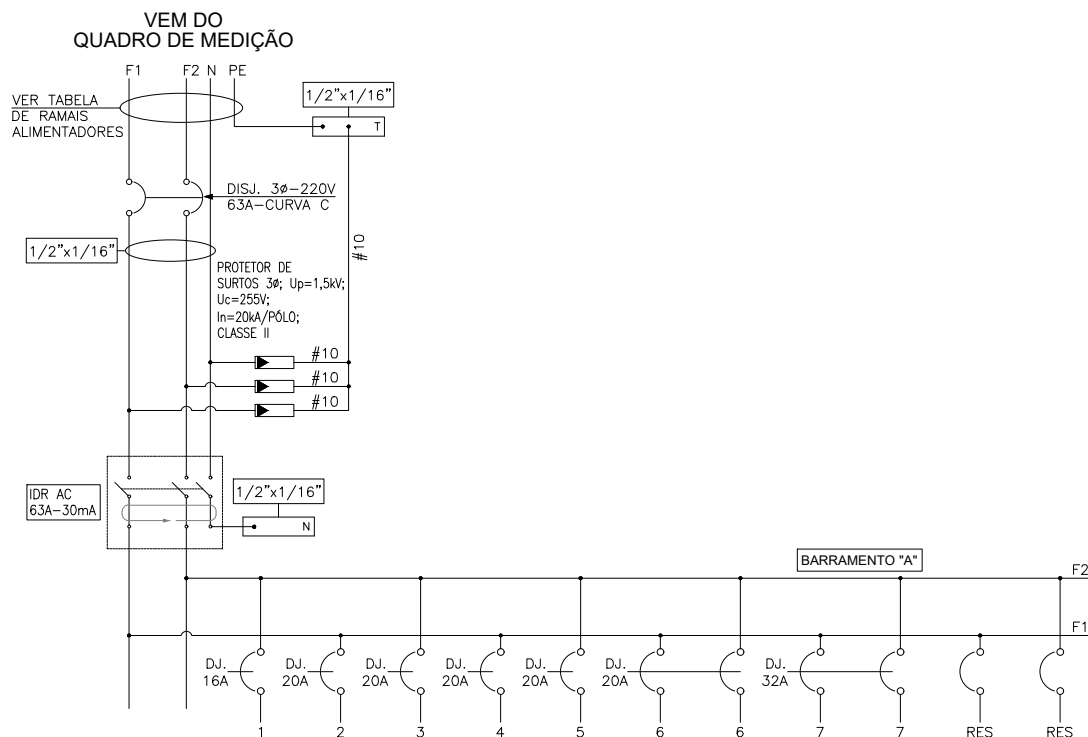 VEM DO
QUADRO DE MEDIÇÃO
F1
F2
N
PE
VER TABELA
DE RAMAIS
ALIMENTADORES
1/2"x1/16"
T
DISJ. 3ø-220V
63A-CURVA C
1/2"x1/16"
#10
PROTETOR DE
SURTOS 3ø; Up=1,5kV;
Uc=255V;
In=20kA/PÓLO;
CLASSE II
#10
#10
#10
IDR AC
63A-30mA
1/2"x1/16"
N
BARRAMENTO "A"
F2
F1
DJ.
16A
DJ.
20A
DJ.
20A
DJ.
20A
DJ.
20A
DJ.
20A
DJ.
32A
1
2
3
4
5
6
6
7
7
RES
RES